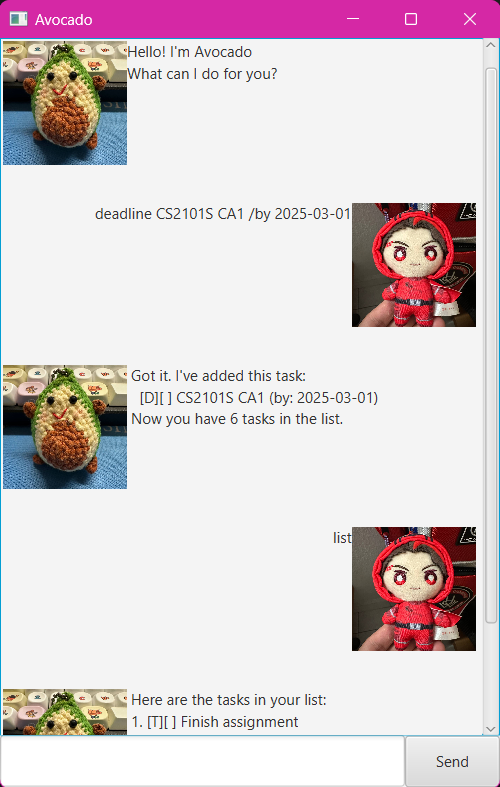 Avocado
Hello! I'm Avocado
What can I do for you?
deadline CS2101S CA1 /by 2025-03-01
Got it. I've added this task:
[D][ ] CS2101S CA1 (by: 2025-03-01)
Now you have 6 tasks in the list.
list
Here are the tasks in your list:
1. [T][ ] Finish assignment
Send